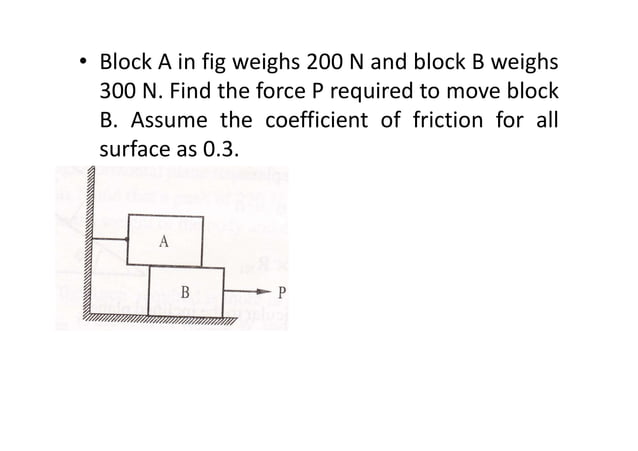 • Block A in fig weighs 200 N and block B weighs
300 N. Find the force P required to move block
B. Assume the coefficient of friction for all
surface as 0.3.
A
B
P